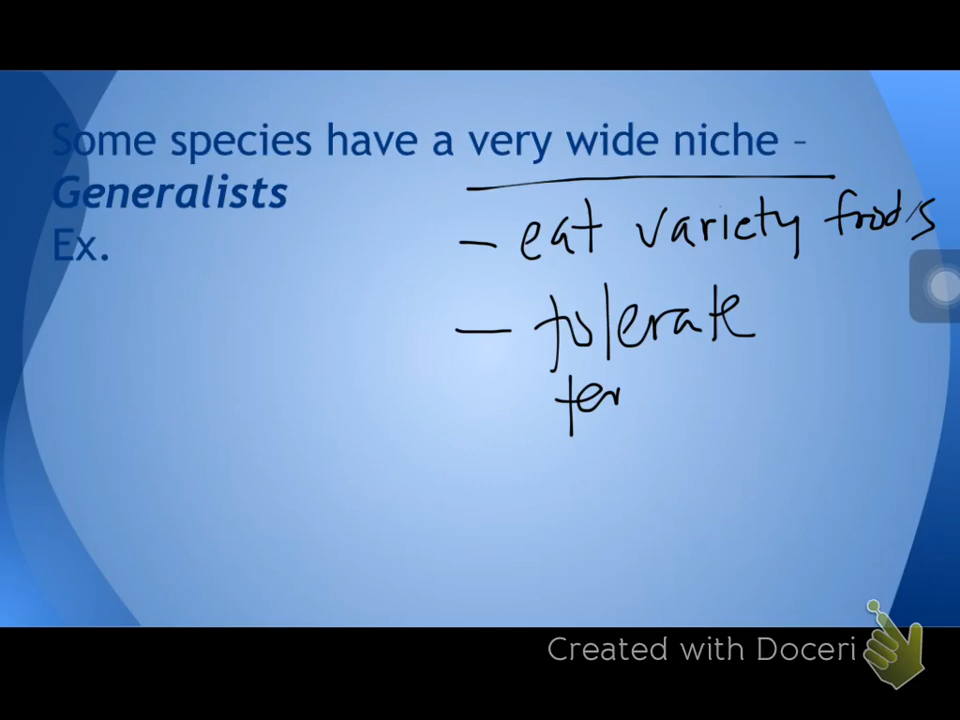 Some species have a very wide niche –
Generalists
Ex.
– eat variety foods
– tolerate
Created with Doceri